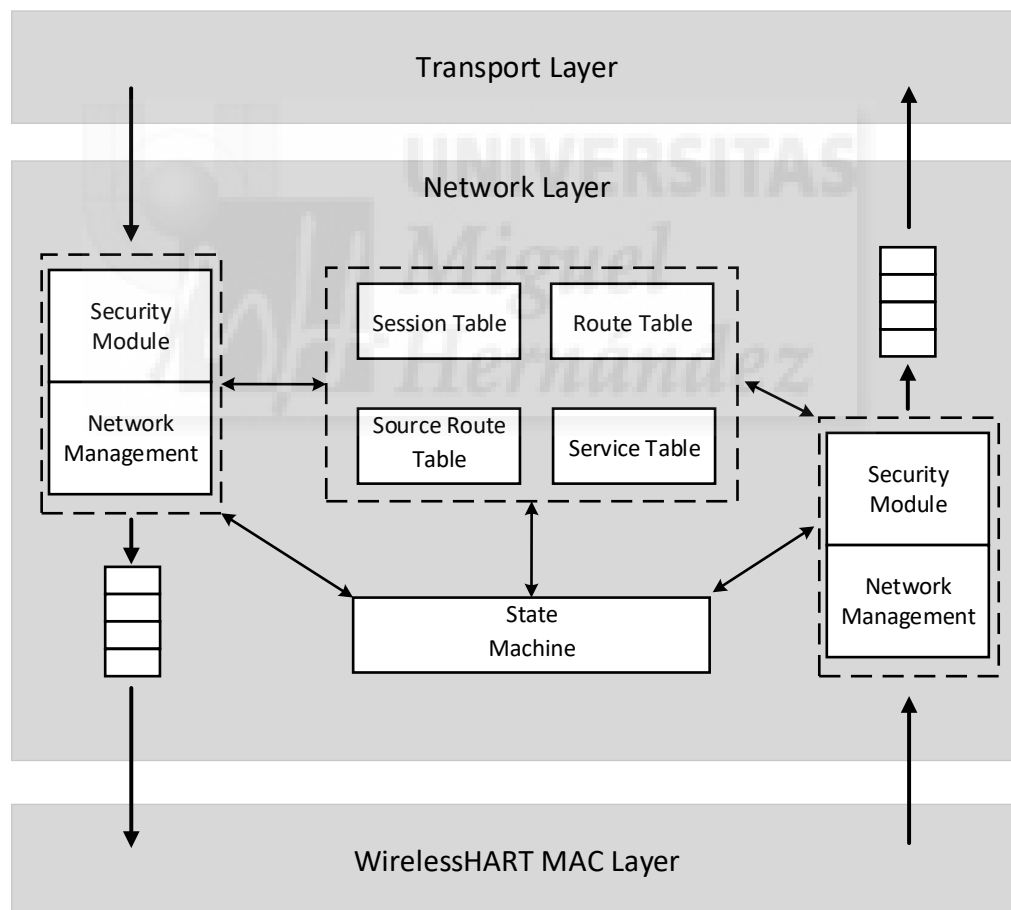 Transport Layer
UNIVERSITAS
Network Layer
Miguel
Hernández
Security
Module
Network
Management
Session Table
Route Table
Source Route
Table
Service Table
Security
Module
Network
Management
State
Machine
WirelessHART MAC Layer